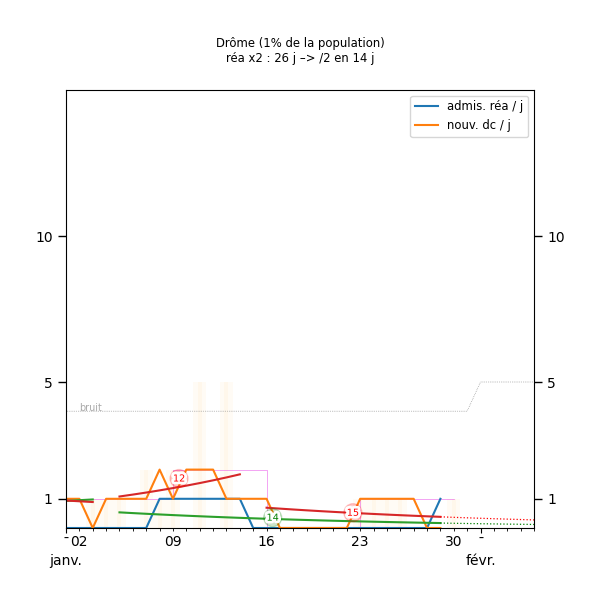 Drôme (1% de la population)
réa x2 : 26 j –> /2 en 14 j
admis. réa / j
nouv. dc / j
10 10
5 5
bruit
12
1 1
15
14
- 02 09 16 23 30 -
janv. févr.